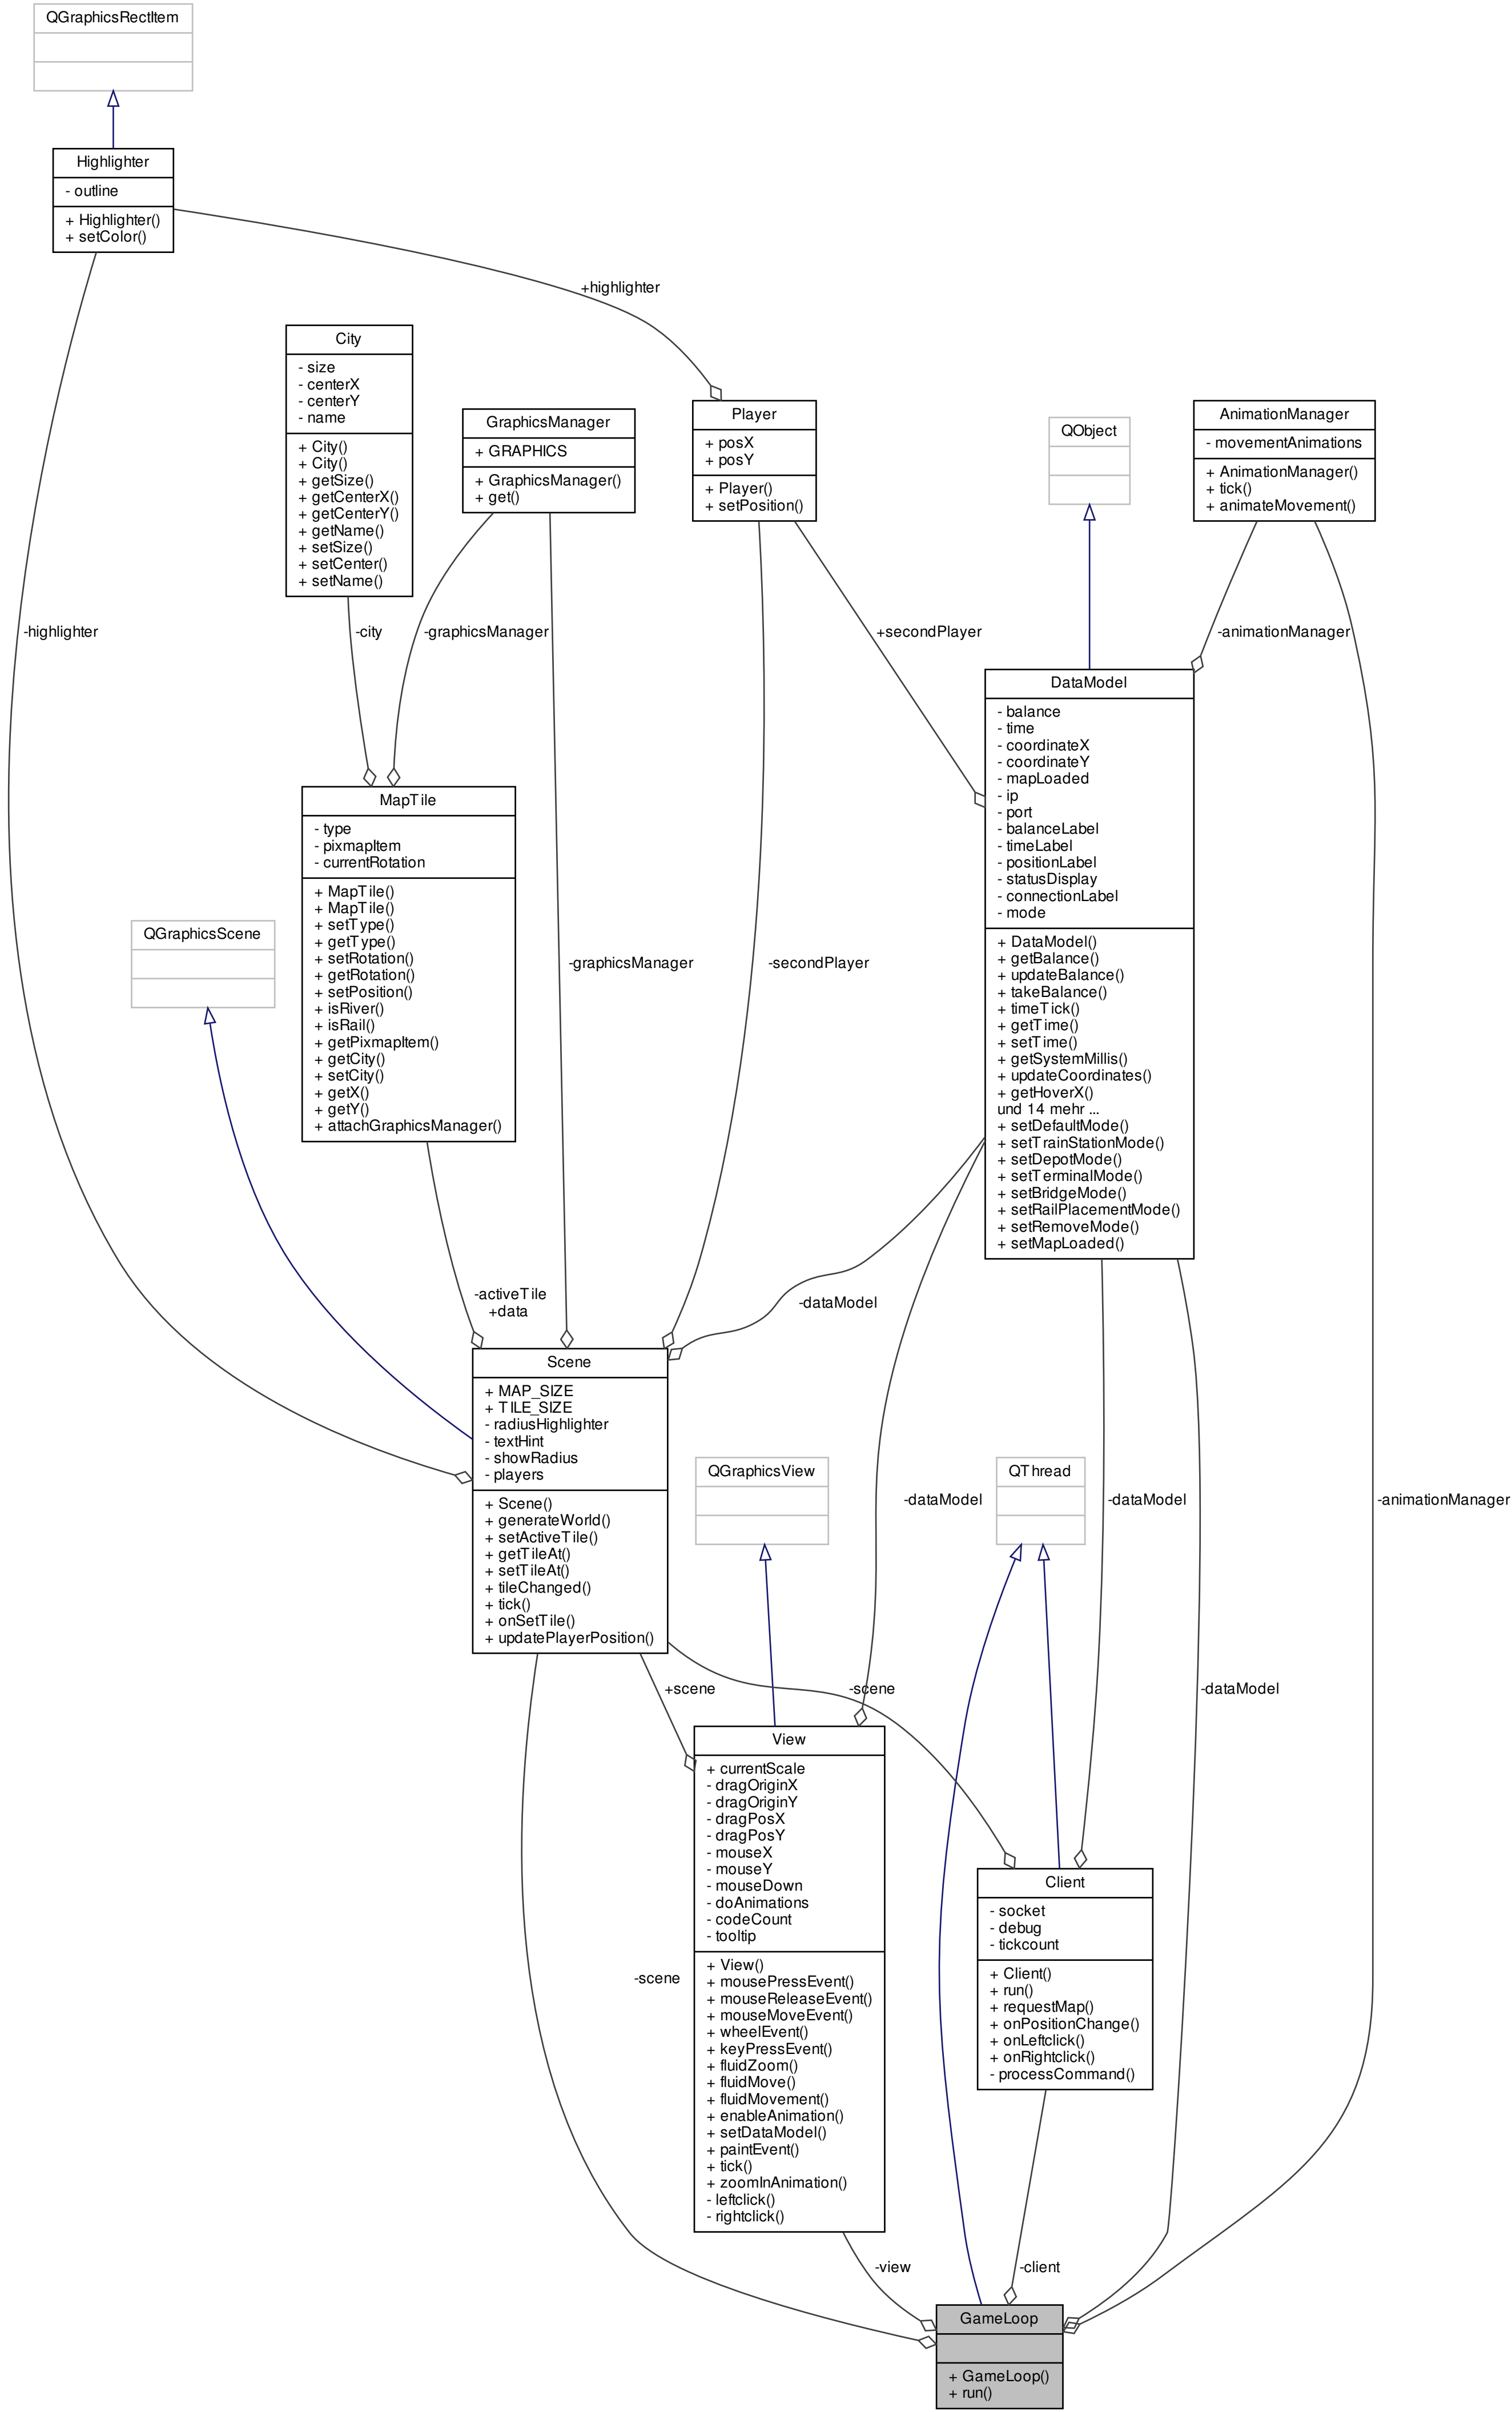 QGraphicsRectItem
Highlighter
- outline
+ Highlighter()
+ setColor()
+highlighter
City
- size
- centerX
- centerY
- name
+ City()
+ City()
+ getSize()
+ getCenterX()
+ getCenterY()
+ getName()
+ setSize()
+ setCenter()
+ setName()
GraphicsManager
+ GRAPHICS
+ GraphicsManager()
+ get()
Player
+ posX
+ posY
+ Player()
+ setPosition()
QObject
AnimationManager
- movementAnimations
+ AnimationManager()
+ tick()
+ animateMovement()
-highlighter
-city
-graphicsManager
+secondPlayer
-animationManager
MapTile
- type
- pixmapItem
- currentRotation
+ MapTile()
+ MapTile()
+ setType()
+ getType()
+ setRotation()
+ getRotation()
+ setPosition()
+ isRiver()
+ isRail()
+ getPixmapItem()
+ getCity()
+ setCity()
+ getX()
+ getY()
+ attachGraphicsManager()
DataModel
- balance
- time
- coordinateX
- coordinateY
- mapLoaded
- ip
- port
- balanceLabel
- timeLabel
- positionLabel
- statusDisplay
- connectionLabel
- mode
+ DataModel()
+ getBalance()
+ updateBalance()
+ takeBalance()
+ timeTick()
+ getTime()
+ setTime()
+ getSystemMillis()
+ updateCoordinates()
+ getHoverX()
und 14 mehr ...
+ setDefaultMode()
+ setTrainStationMode()
+ setDepotMode()
+ setTerminalMode()
+ setBridgeMode()
+ setRailPlacementMode()
+ setRemoveMode()
+ setMapLoaded()
QGraphicsScene
-graphicsManager
-secondPlayer
-activeTile
+data
-dataModel
Scene
+ MAP_SIZE
+ TILE_SIZE
- radiusHighlighter
- textHint
- showRadius
- players
+ Scene()
+ generateWorld()
+ setActiveTile()
+ getTileAt()
+ setTileAt()
+ tileChanged()
+ tick()
+ onSetTile()
+ updatePlayerPosition()
QGraphicsView
-dataModel
QThread
-dataModel
-animationManager
+scene
-scene
-dataModel
View
+ currentScale
- dragOriginX
- dragOriginY
- dragPosX
- dragPosY
- mouseX
- mouseY
- mouseDown
- doAnimations
- codeCount
- tooltip
+ View()
+ mousePressEvent()
+ mouseReleaseEvent()
+ mouseMoveEvent()
+ wheelEvent()
+ keyPressEvent()
+ fluidZoom()
+ fluidMove()
+ fluidMovement()
+ enableAnimation()
+ setDataModel()
+ paintEvent()
+ tick()
+ zoomInAnimation()
- leftclick()
- rightclick()
Client
- socket
- debug
- tickcount
+ Client()
+ run()
+ requestMap()
+ onPositionChange()
+ onLeftclick()
+ onRightclick()
- processCommand()
-scene
-view
-client
GameLoop
+ GameLoop()
+ run()